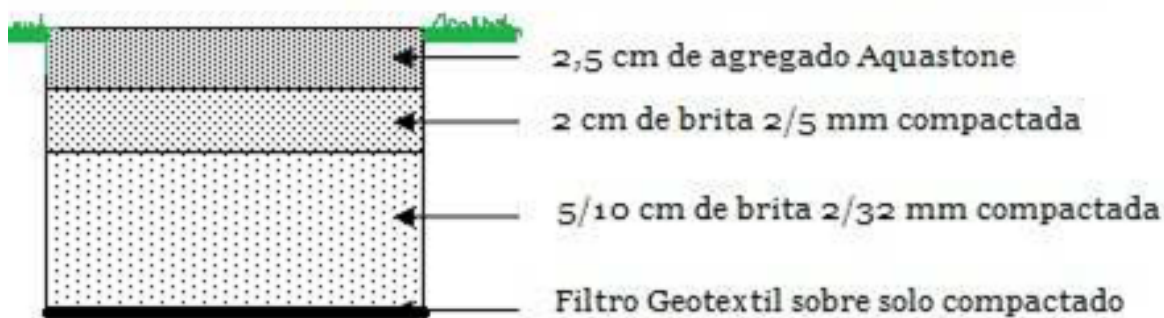 2,5 cm de agregado Aquastone
2 cm de brita 2/5 mm compactada
5/10 cm de brita 2/32 mm compactada
Filtro Geotextil sobre solo compactado